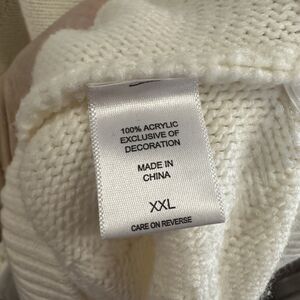 100% ACRYLIC
EXCLUSIVE OF
DECORATION
MADE IN
CHINA
XXL
CARE ON REVERSE